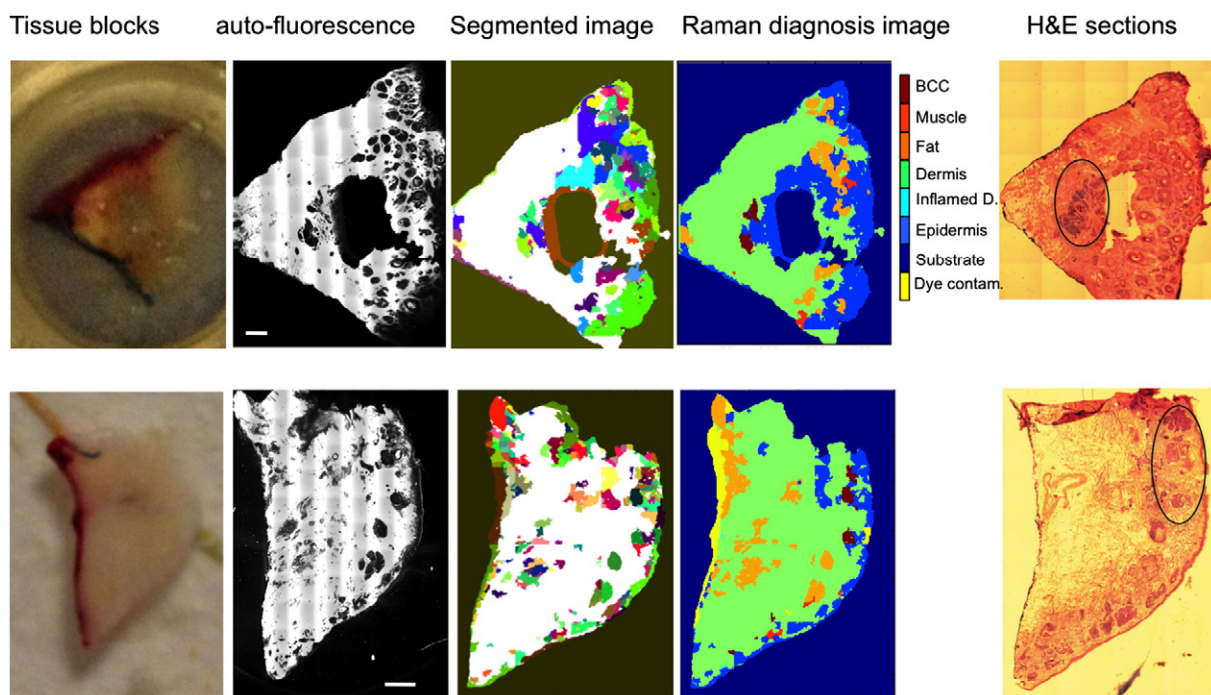 Tissue blocks auto-fluorescence Segmented image Raman diagnosis image H&E sections
BCC
Muscle
Fat
Dermis
Inflamed D.
Epidermis
Substrate
Dye contam.